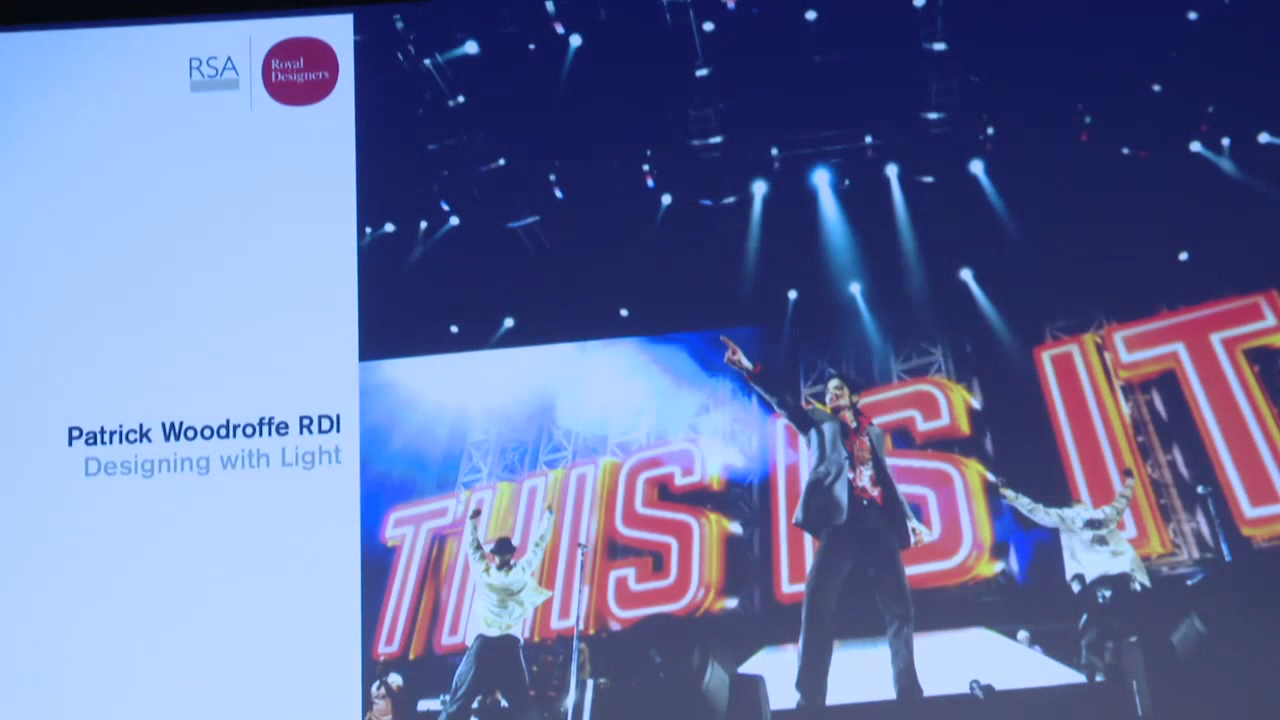 RSA
Royal
Designers
Patrick Woodroffe RDI
Designing with Light
THIS IS IT